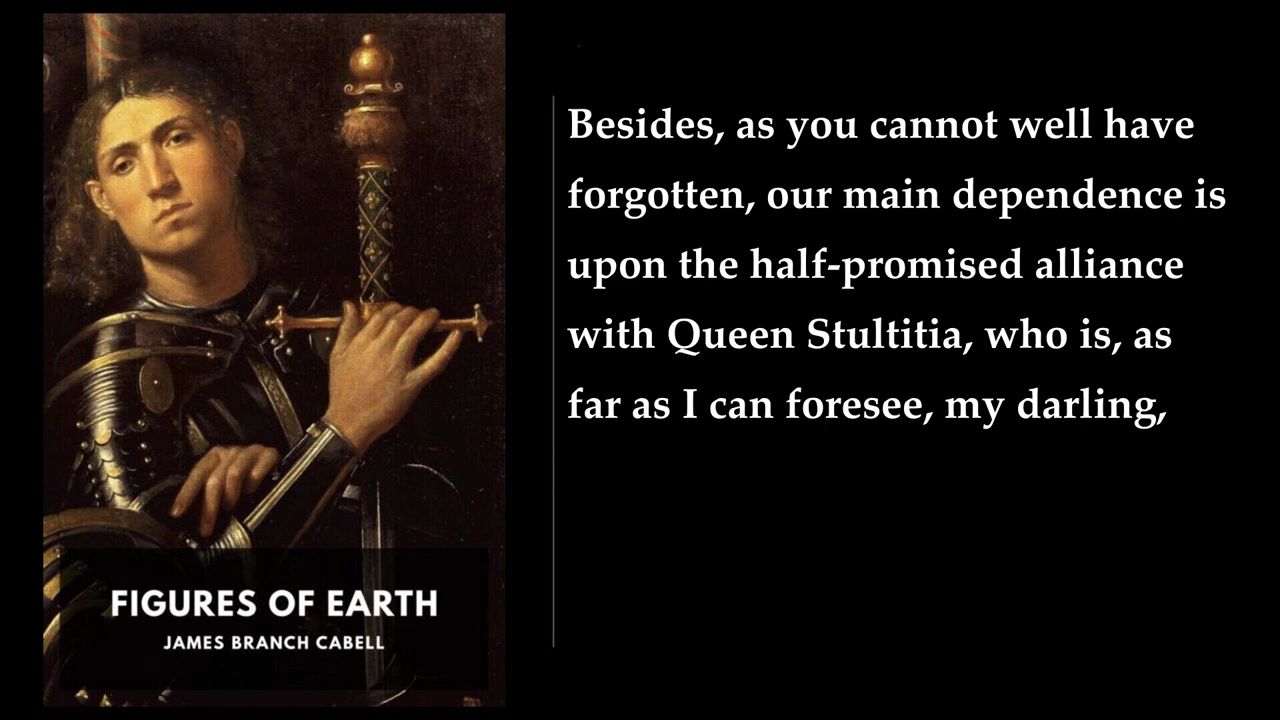 FIGURES OF EARTH
JAMES BRANCH CABELL
Besides, as you cannot well have
forgotten, our main dependence is
upon the half-promised alliance
with Queen Stultitia, who is, as
far as I can foresee, my darling,